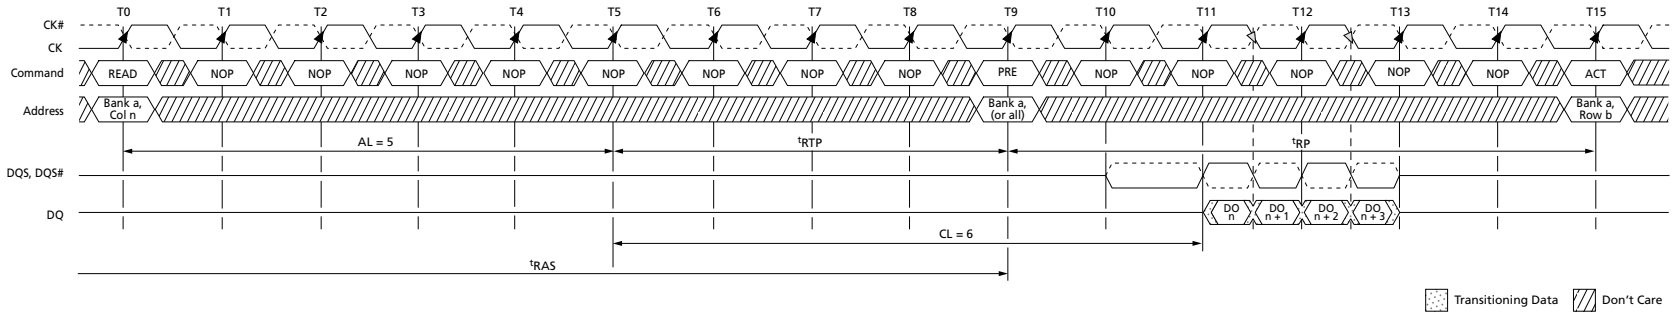 T0 T1 T2 T3 T4 T5 T6 T7 T8 T9 T10 T11 T12 T13 T14 T15
CK#
CK
Command READ NOP NOP NOP NOP NOP NOP NOP NOP PRE NOP NOP NOP NOP NOP ACT
Address Bank a, Bank a, Bank a,
Col n (or all) Row b
AL = 5 tRTP tRP
DQS, DQS#
DQ DO DO DO DO
n n + 1 n + 2 n + 3
CL = 6
tRAS
Transitioning Data Don't Care